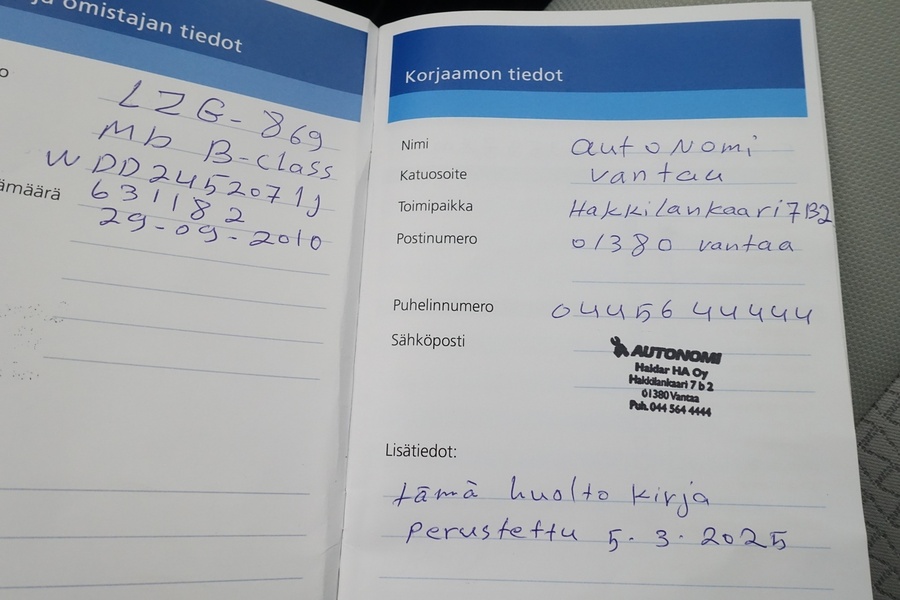 ja omistajan tiedot
LZG-869
Mb B-Class
WDD2452071J
ämäärä
631182
29-09-2010
Korjaamon tiedot
Nimi autonomi
Katuosoite vantaa
Toimipaikka Hakkilankaari 7B2
Postinumero 01380 vantaa
Puhelinnumero 0445644444
Sähköposti
AUTONOMI
Haidar HA Oy
Hakkilankaari 7 b 2
01380 Vantaa
Puh. 044 564 4444
Lisätiedot:
tämä huolto kirja
perustettu 5.3.2025